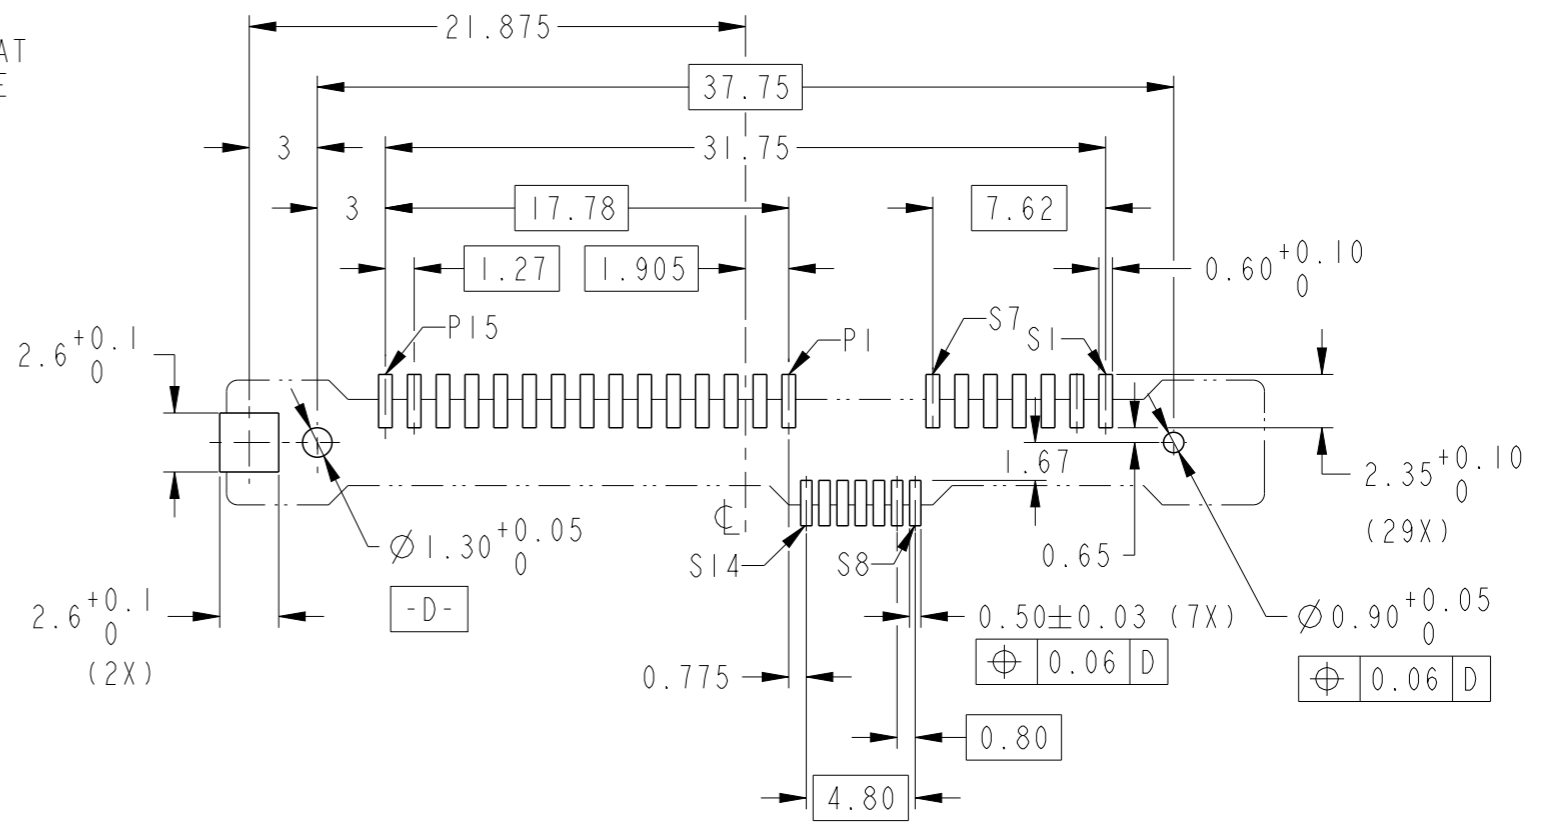 AT
E
21.875
37.75
3
31.75
3
17.78
7.62
1.27
1.905
0.60 +0.10
0
P15
P1
S7
S1
2.6 +0.1
0
1.67
2.35 +0.10
0
(29X)
Ø1.30 +0.05
0
℄
S14
S8
0.65
2.6 +0.1
0
(2X)
-D-
0.50±0.03 (7X)
⌖ 0.06 D
Ø0.90 +0.05
0
⌖ 0.06 D
0.775
0.80
4.80